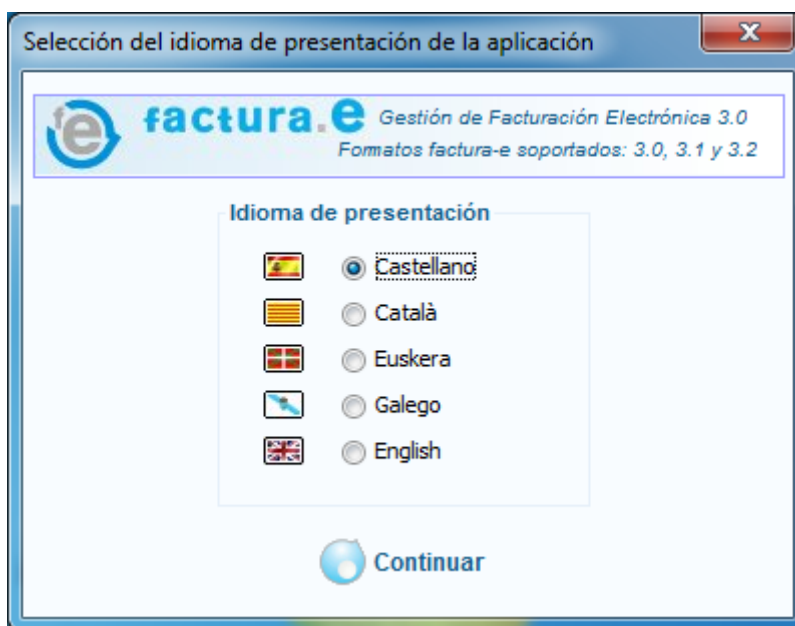 Selección del idioma de presentación de la aplicación
fe factura.e Gestión de Facturación Electrónica 3.0
Formatos factura-e soportados: 3.0, 3.1 y 3.2
Idioma de presentación
Castellano
Català
Euskera
Galego
English
Continuar